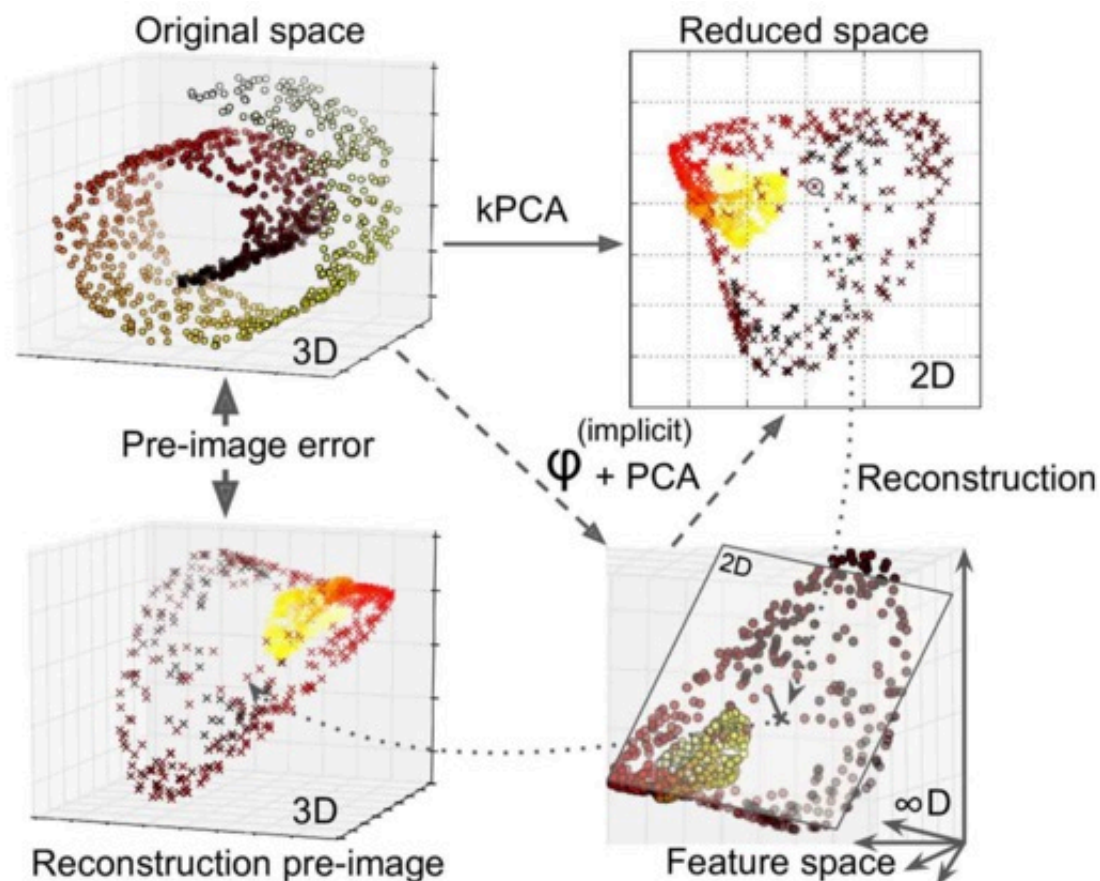 Original space
Reduced space
kPCA
3D
2D
Pre-image error
(implicit)
φ + PCA
Reconstruction
2D
3D
∞D
Reconstruction pre-image
Feature space